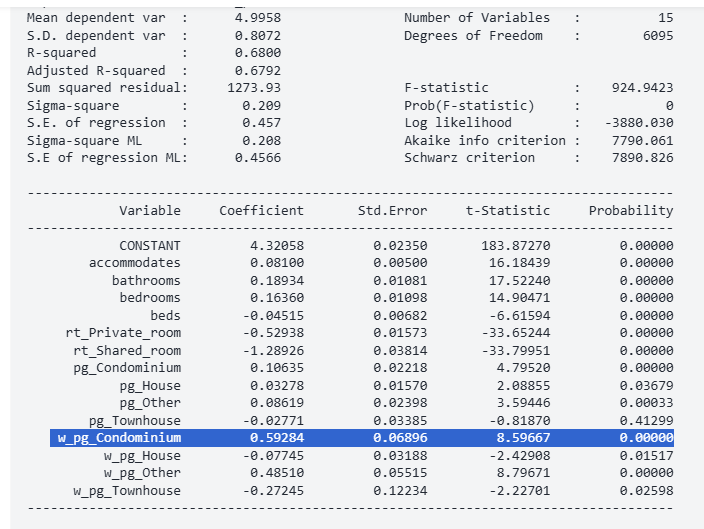 Mean dependent var  :      4.9958                Number of Variables   :          15
S.D. dependent var  :      0.8072                Degrees of Freedom    :        6095
R-squared           :      0.6800
Adjusted R-squared  :      0.6792
Sum squared residual:     1273.93                F-statistic           :    924.9423
Sigma-square        :       0.209                Prob(F-statistic)     :           0
S.E. of regression  :       0.457                Log likelihood        :   -3880.030
Sigma-square ML     :       0.208                Akaike info criterion :    7790.061
S.E of regression ML:      0.4566                Schwarz criterion     :    7890.826
------------------------------------------------------------------------------------
Variable     Coefficient       Std.Error     t-Statistic     Probability
------------------------------------------------------------------------------------
CONSTANT         4.32058         0.02350       183.87270         0.00000
accommodates         0.08100         0.00500        16.18439         0.00000
bathrooms         0.18934         0.01081        17.52240         0.00000
bedrooms         0.16360         0.01098        14.90471         0.00000
beds        -0.04515         0.00682        -6.61594         0.00000
rt_Private_room        -0.52938         0.01573       -33.65244         0.00000
rt_Shared_room        -1.28926         0.03814       -33.79951         0.00000
pg_Condominium         0.10635         0.02218         4.79520         0.00000
pg_House         0.03278         0.01570         2.08855         0.03679
pg_Other         0.08619         0.02398         3.59446         0.00033
pg_Townhouse        -0.02771         0.03385        -0.81870         0.41299
w_pg_Condominium         0.59284         0.06896         8.59667         0.00000
w_pg_House        -0.07745         0.03188        -2.42908         0.01517
w_pg_Other         0.48510         0.05515         8.79671         0.00000
w_pg_Townhouse        -0.27245         0.12234        -2.22701         0.02598
------------------------------------------------------------------------------------